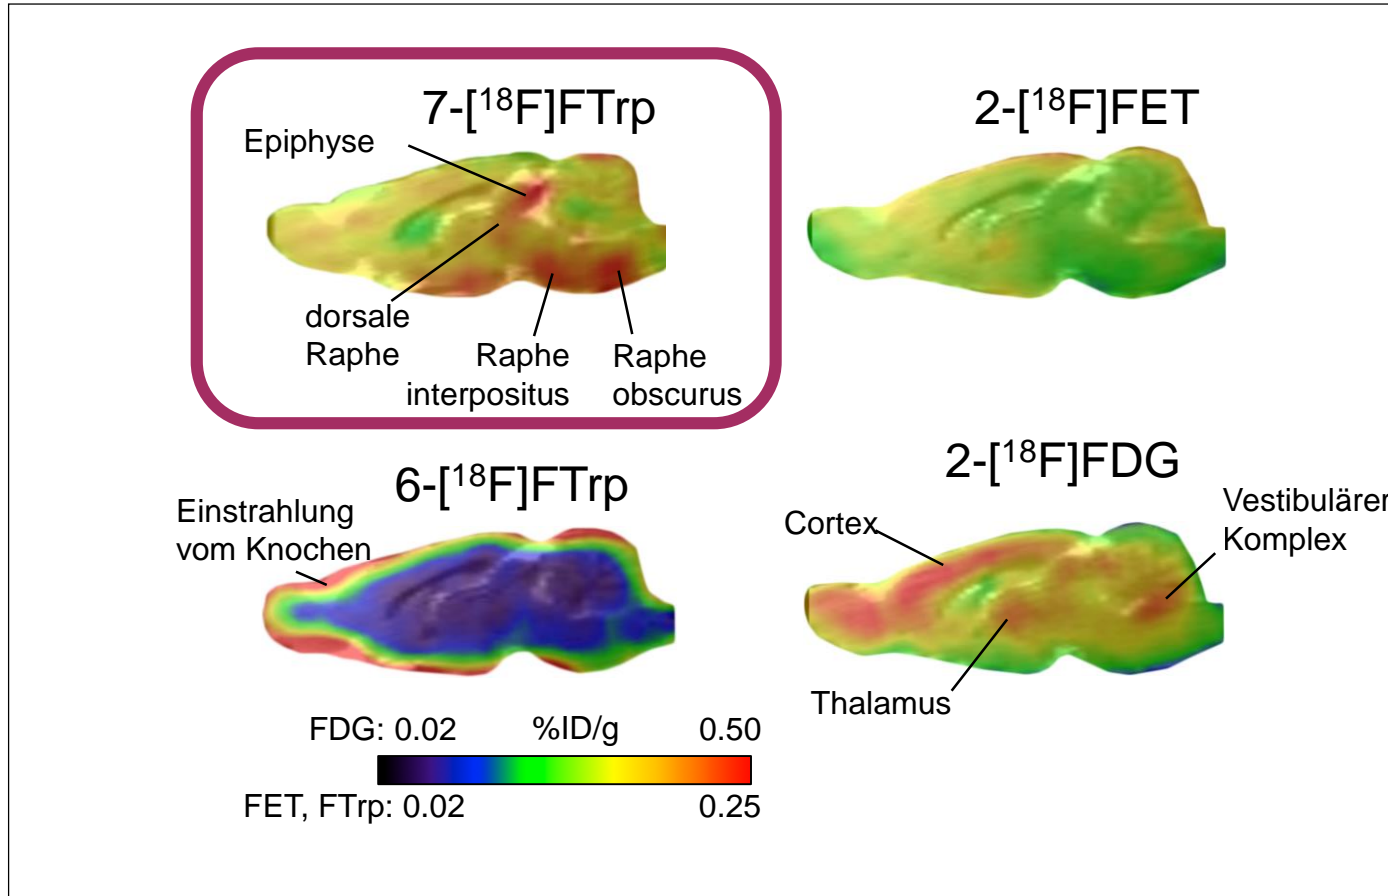 7-[¹⁸F]FTrp
Epiphyse
dorsale
Raphe
Raphe
interpositus
Raphe
obscurus
2-[¹⁸F]FET
6-[¹⁸F]FTrp
Einstrahlung
vom Knochen
2-[¹⁸F]FDG
Cortex
Vestibulärer
Komplex
Thalamus
FDG: 0.02 %ID/g 0.50
FET, FTrp: 0.02 0.25